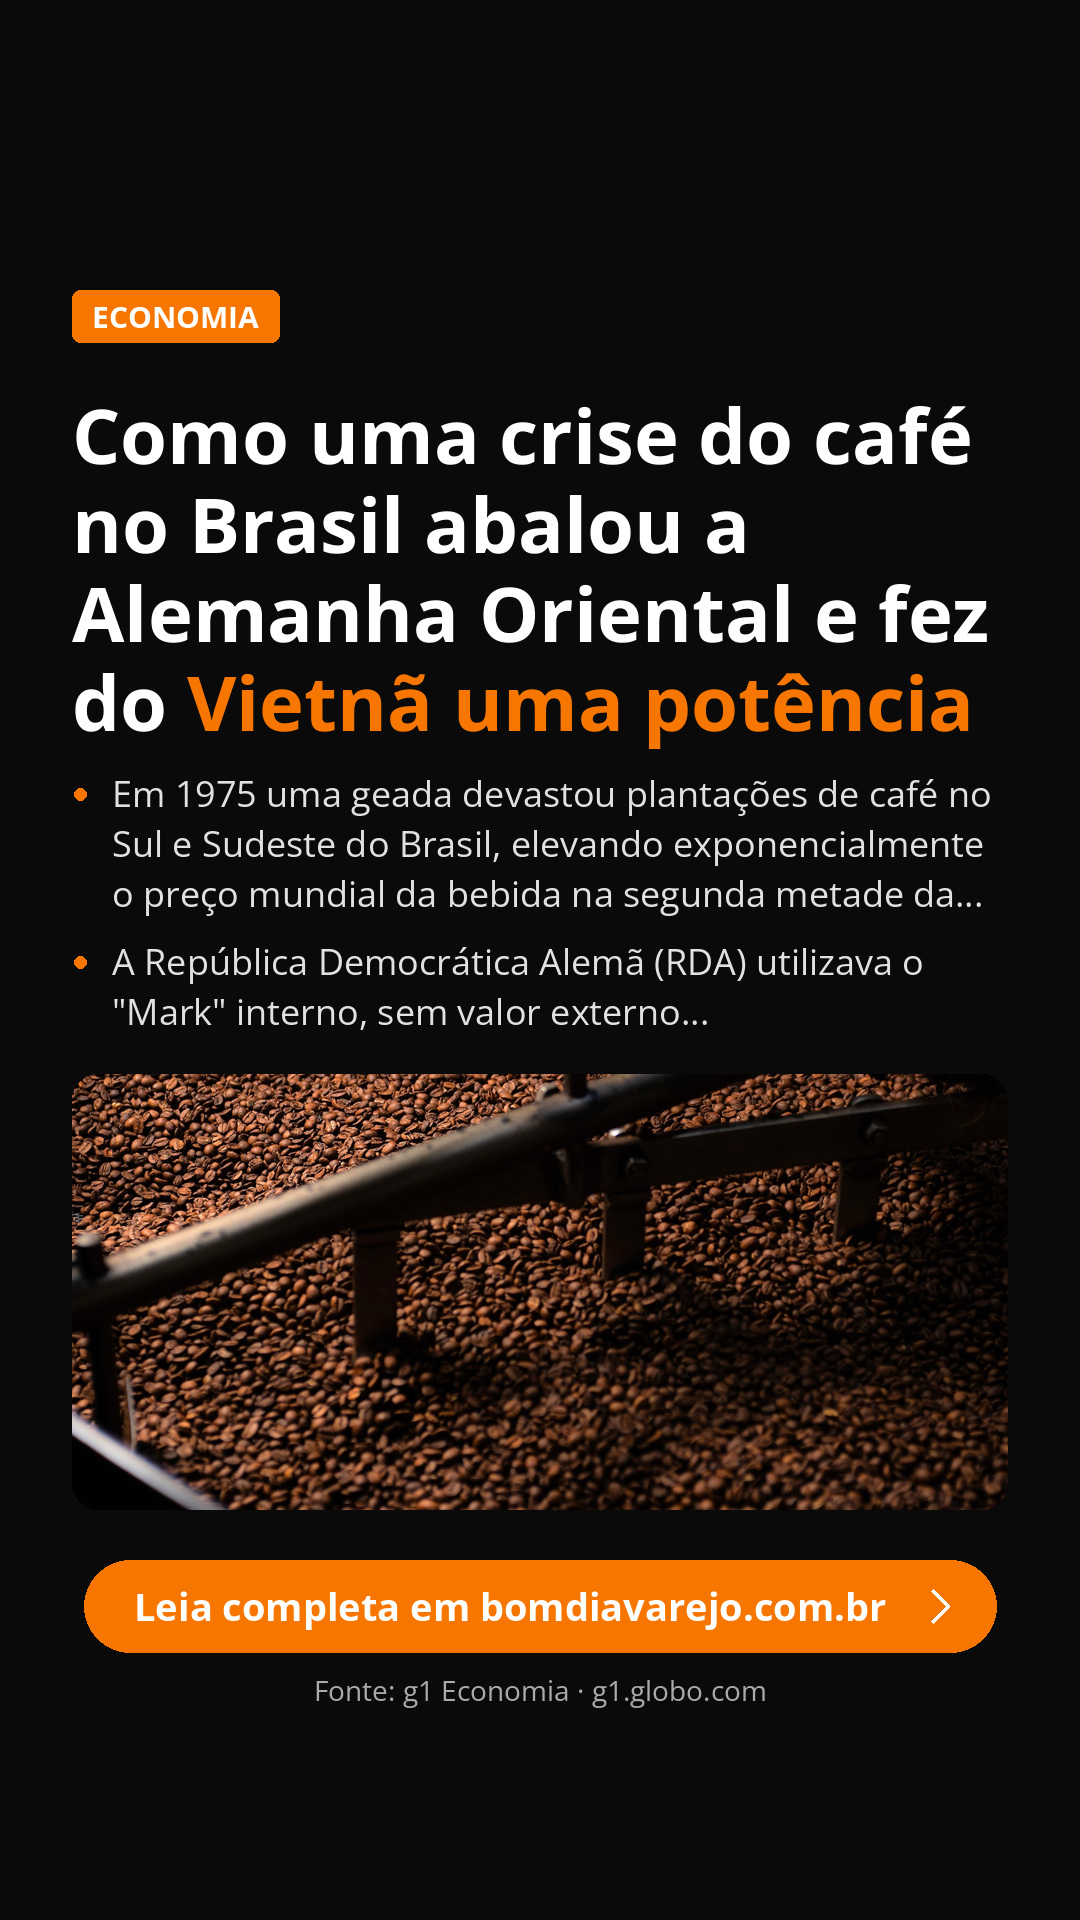 ECONOMIA
Como uma crise do café
no Brasil abalou a
Alemanha Oriental e fez
do Vietnã uma potência
• Em 1975 uma geada devastou plantações de café no
Sul e Sudeste do Brasil, elevando exponencialmente
o preço mundial da bebida na segunda metade da...
• A República Democrática Alemã (RDA) utilizava o
"Mark" interno, sem valor externo...
Leia completa em bomdiavarejo.com.br
Fonte: g1 Economia · g1.globo.com